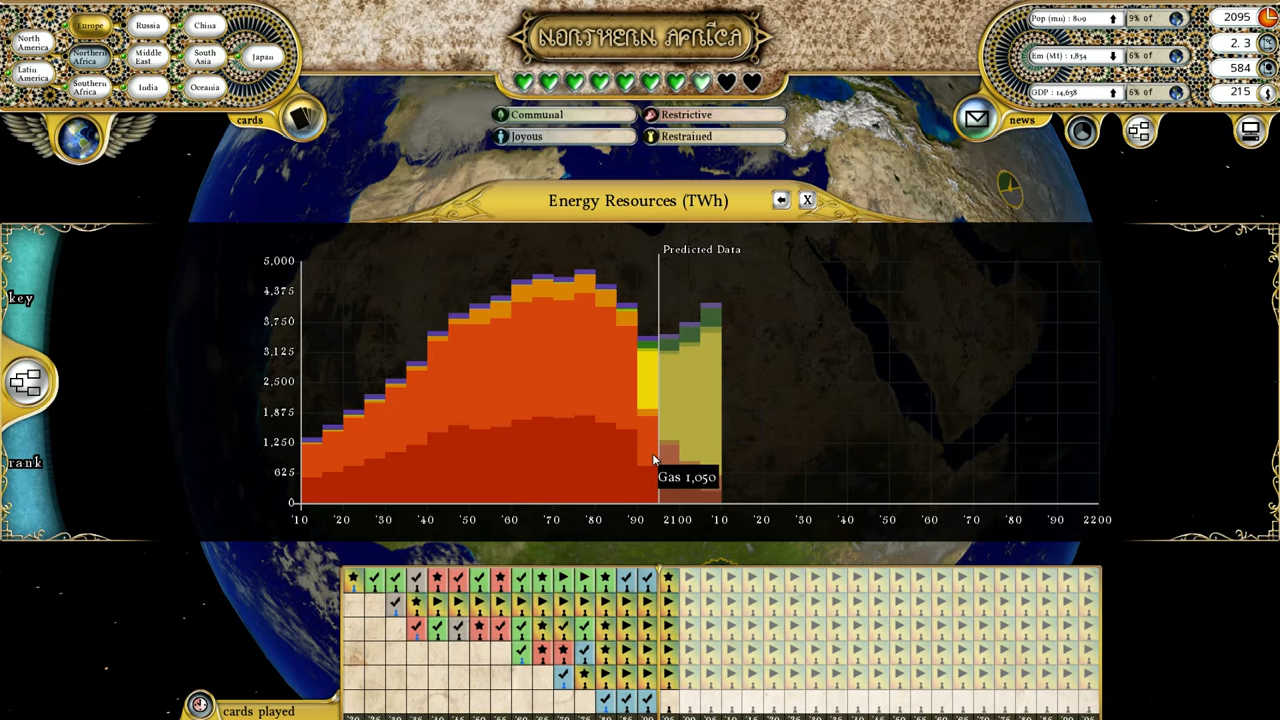 NORTHERN AFRICA
North America
Latin America
Europe
Northern Africa
Southern Africa
Russia
Middle East
India
China
South Asia
Oceania
Japan
cards
Communal
Restrictive
Joyous
Restrained
Pop (mn) : 809
9% of
Em (Mt) : 1,834
6% of
GDP : 14,638
6% of
2095
2. 3
584
215
news
Energy Resources (TWh)
X
key
rank
Predicted Data
5,000
4,375
3,750
3,125
2,500
1,875
1,250
625
0
Gas 1,050
'10 '20 '30 '40 '50 '60 '70 '80 '90 2100 '10 '20 '30 '40 '50 '60 '70 '80 '90 2200
cards played